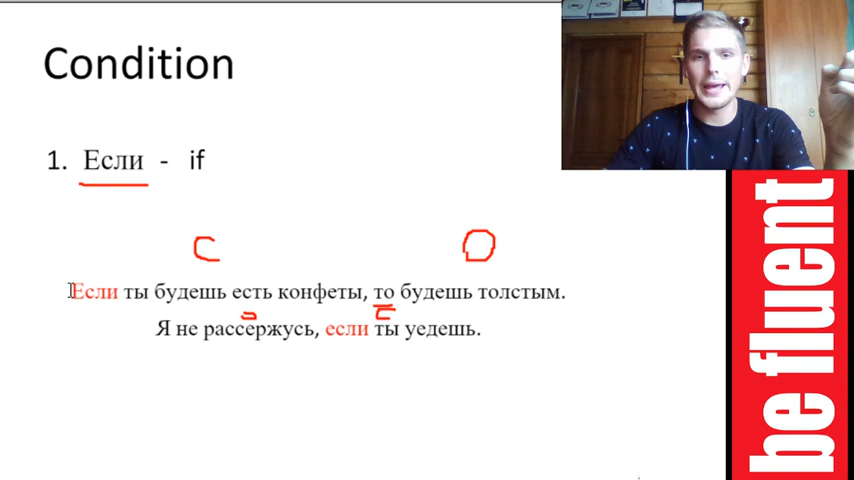 Condition
1. Если - if
С О
Если ты будешь есть конфеты, то будешь толстым.
Я не рассержусь, если ты уедешь.
be fluent